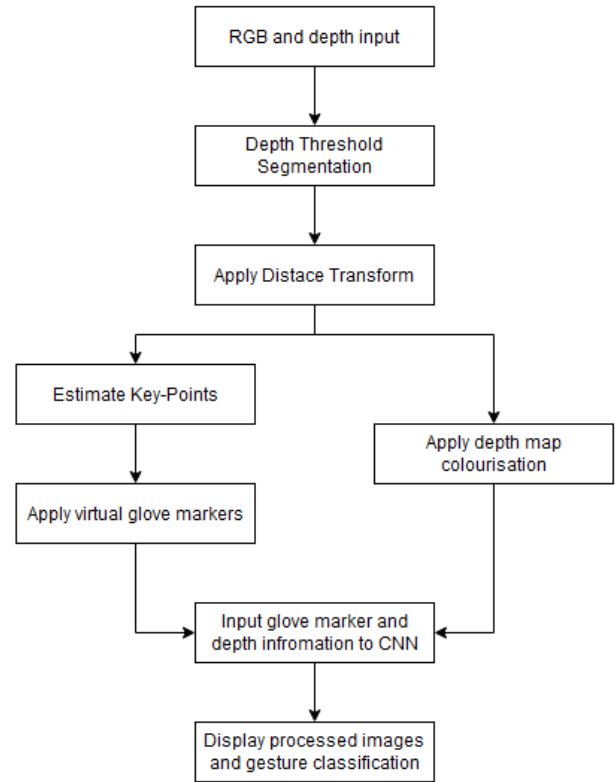 RGB and depth input
Depth Threshold
Segmentation
Apply Distace Transform
Estimate Key-Points
Apply virtual glove markers
Apply depth map
colourisation
Input glove marker and
depth infromation to CNN
Display processed images
and gesture classification